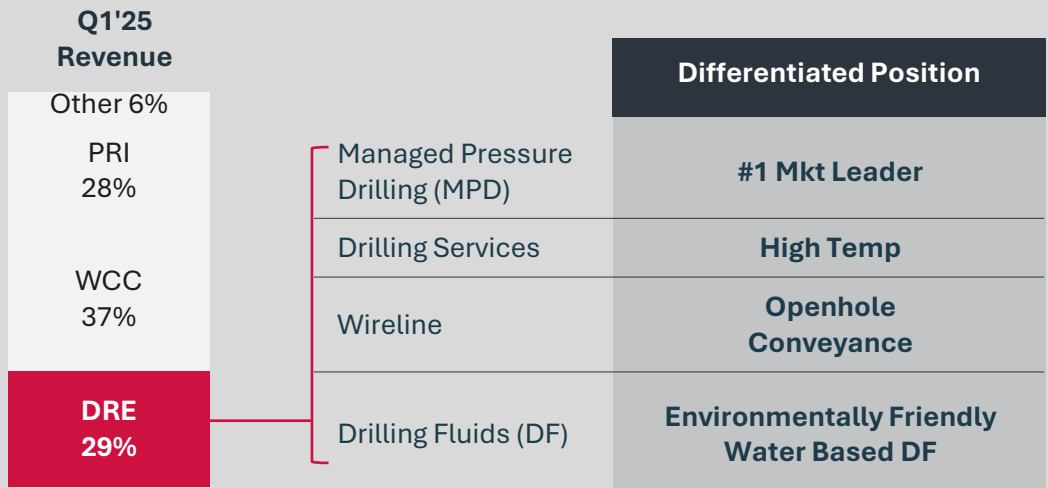 Q1'25
Revenue
Other 6%
PRI
28%
WCC
37%
DRE
29%
Differentiated Position
Managed Pressure
Drilling (MPD)
#1 Mkt Leader
Drilling Services
High Temp
Wireline
Openhole
Conveyance
Drilling Fluids (DF)
Environmentally Friendly
Water Based DF